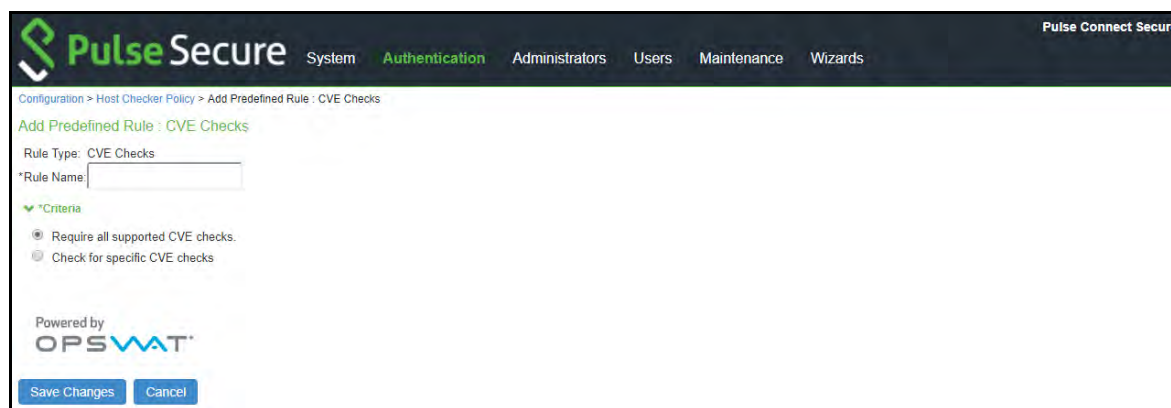 Pulse Connect Secur
Pulse Secure System Authentication Administrators Users Maintenance Wizards
Configuration > Host Checker Policy > Add Predefined Rule : CVE Checks
Add Predefined Rule : CVE Checks
Rule Type: CVE Checks
*Rule Name:
*Criteria
Require all supported CVE checks.
Check for specific CVE checks
Powered by
OPSWAT
Save Changes Cancel